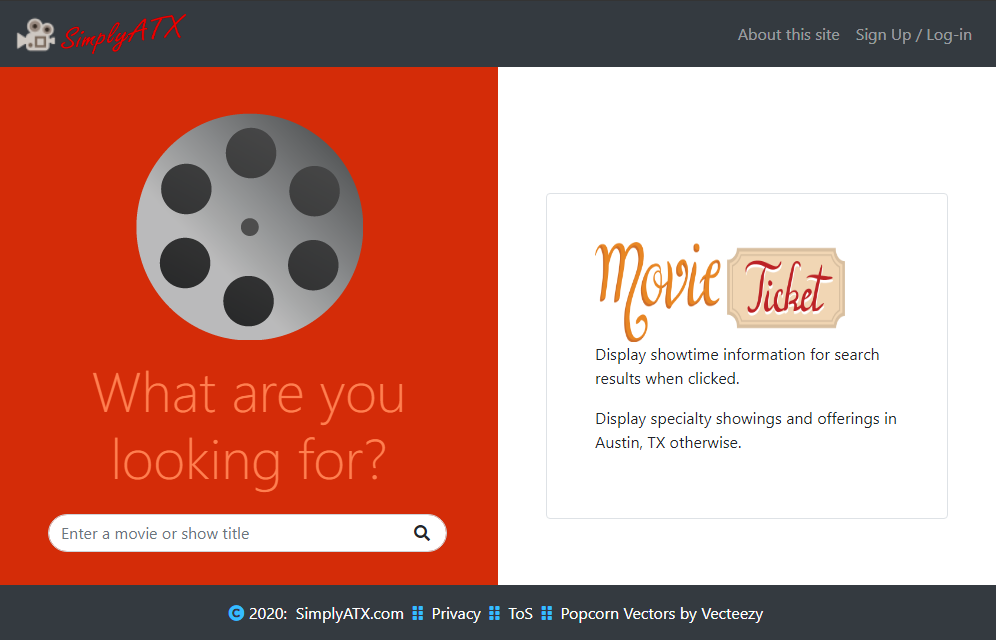 SimplyATX
About this site Sign Up / Log-in
What are you
looking for?
Enter a movie or show title
Movie Ticket
Display showtime information for search
results when clicked.
Display specialty showings and offerings in
Austin, TX otherwise.
© 2020: SimplyATX.com Privacy ToS Popcorn Vectors by Vecteezy